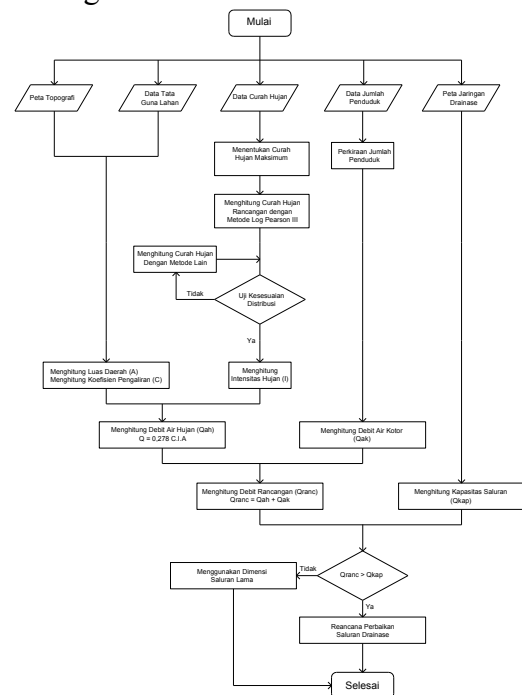 Mulai
Peta Topografi
Data Tata
Guna Lahan
Data Curah Hujan
Data Jumlah
Penduduk
Peta Jaringan
Drainase
Menentukan Curah
Hujan Maksimum
Perkiraan Jumlah
Penduduk
Menghitung Curah Hujan
Rancangan dengan
Metode Log Pearson III
Menghitung Curah Hujan
Dengan Metode Lain
Tidak
Uji Kesesuaian
Distribusi
Ya
Menghitung Luas Daerah (A)
Menghitung Koefisien Pengaliran (C)
Menghitung
Intensitas Hujan (I)
Menghitung Debit Air Hujan (Qah)
Q = 0,278 C.I.A
Menghitung Debit Air Kotor
(Qak)
Menghitung Debit Rancangan (Qranc)
Qranc = Qah + Qak
Menghitung Kapasitas Saluran
(Qkap)
Menggunakan Dimensi
Saluran Lama
Tidak
Qranc > Qkap
Ya
Reancana Perbaikan
Saluran Drainase
Selesai